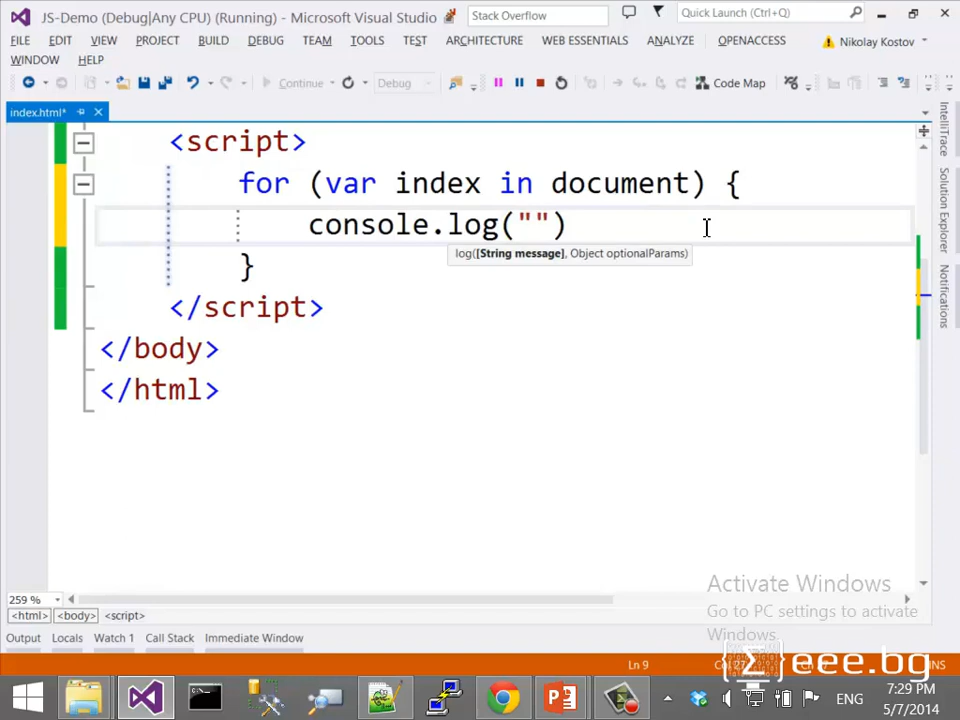 JS-Demo (Debug|Any CPU) (Running) - Microsoft Visual Studio
Stack Overflow
Quick Launch (Ctrl+Q)
FILE EDIT VIEW PROJECT BUILD DEBUG TEAM TOOLS TEST ARCHITECTURE WEB ESSENTIALS ANALYZE OPENACCESS Nikolay Kostov
WINDOW HELP
Continue Debug Code Map
index.html*
<script>
for (var index in document) {
console.log("")
log([String message], Object optionalParams)
}
</script>
</body>
</html>
IntelliTrace
Solution Explorer
Notifications
Activate Windows
Go to PC settings to activate
Windows.
259 %
<html> <body> <script>
Output Locals Watch 1 Call Stack Immediate Window
Ln 9
eee.bg
ENG
7:29 PM
5/7/2014